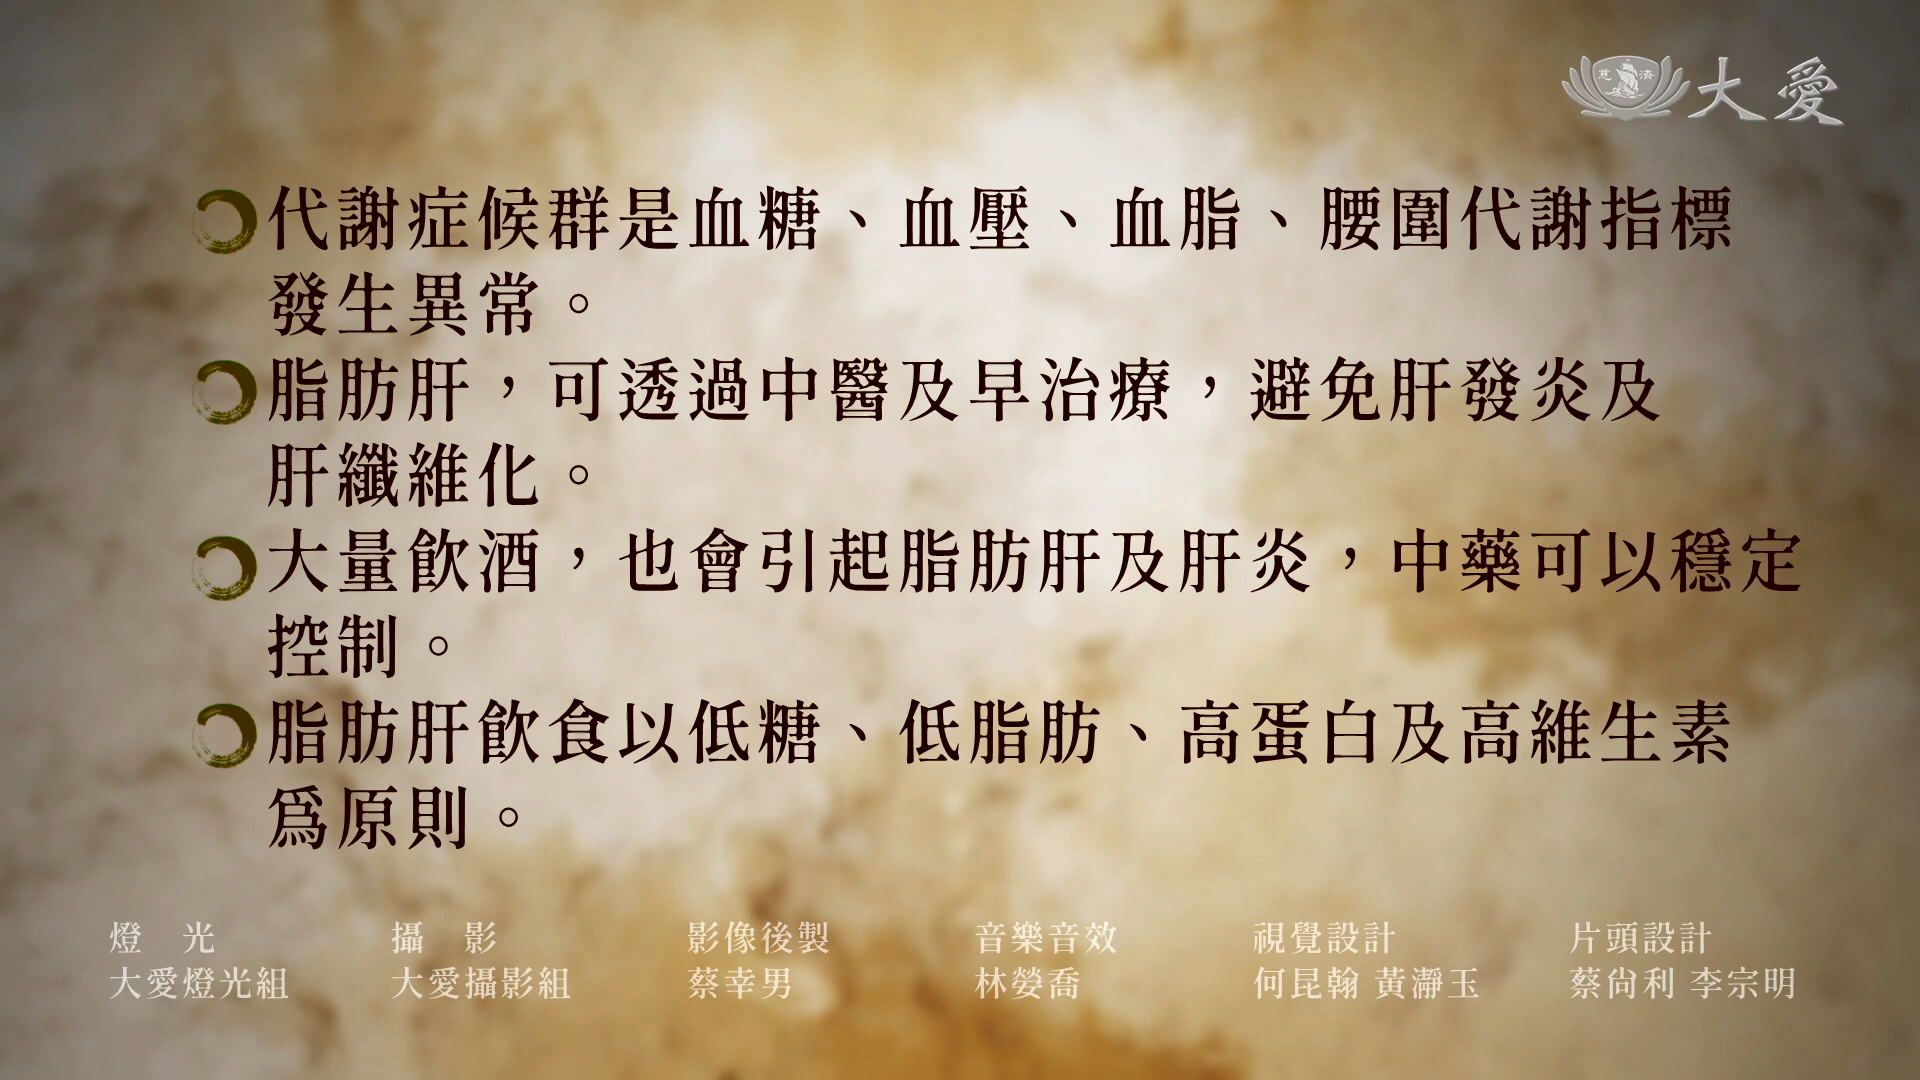 慈濟 大愛
代謝症候群是血糖、血壓、血脂、腰圍代謝指標
發生異常。
脂肪肝，可透過中醫及早治療，避免肝發炎及
肝纖維化。
大量飲酒，也會引起脂肪肝及肝炎，中藥可以穩定
控制。
脂肪肝飲食以低糖、低脂肪、高蛋白及高維生素
為原則。
燈　光 攝　影 影像後製 音樂音效 視覺設計 片頭設計
大愛燈光組 大愛攝影組 蔡幸男 林嫈喬 何昆翰 黃瀞玉 蔡尙利 李宗明